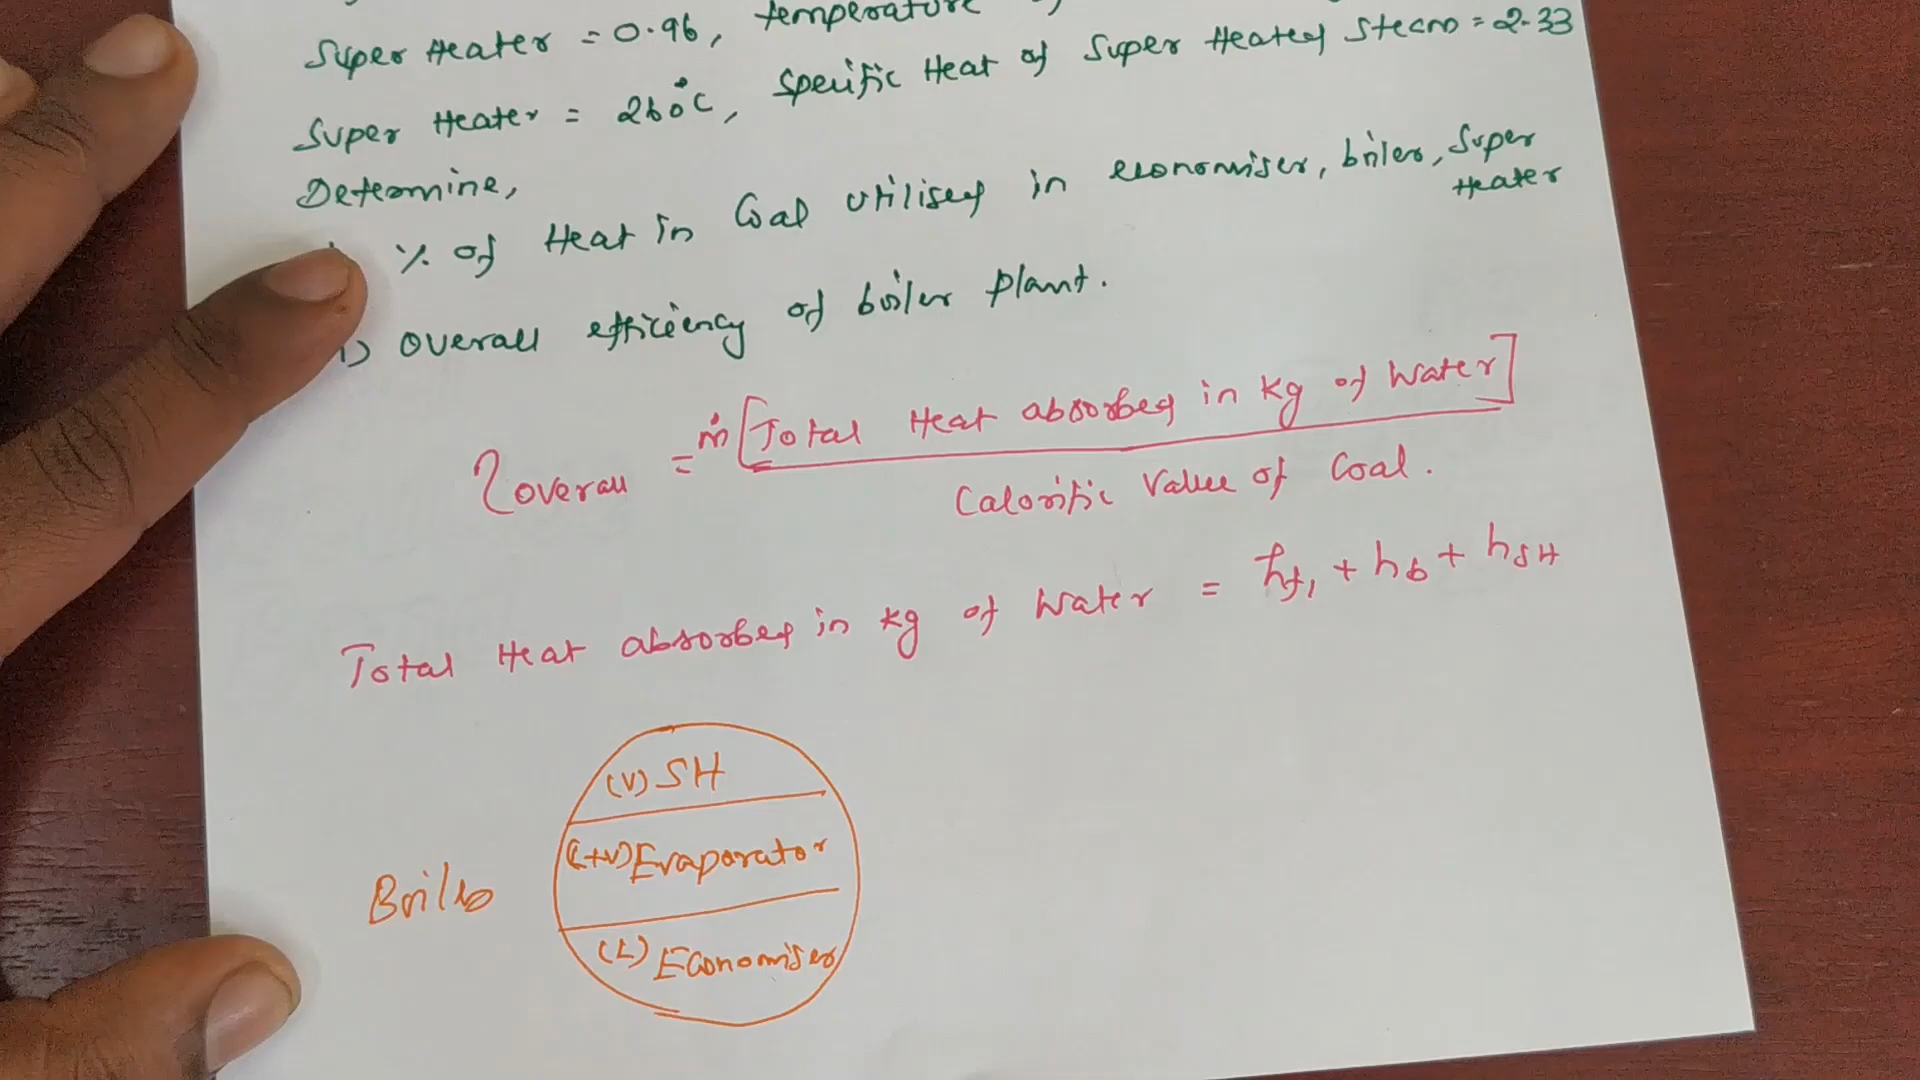 Super Heater = 0.96, temperature
Super Heater = 260°C, Specific Heat of Super Heated Steam = 2.33
Determine,
% of Heat in Coal utilised in economiser, boiler, Super Heater
i) overall efficiency of boiler plant.
η overall = ṁ [Total Heat absorbed in kg of Water] / Calorific Value of Coal.
Total Heat absorbed in kg of Water = hf1 + hb + hSH
(V) SH
(L+V) Evaporator
Boiler
(L) Economiser